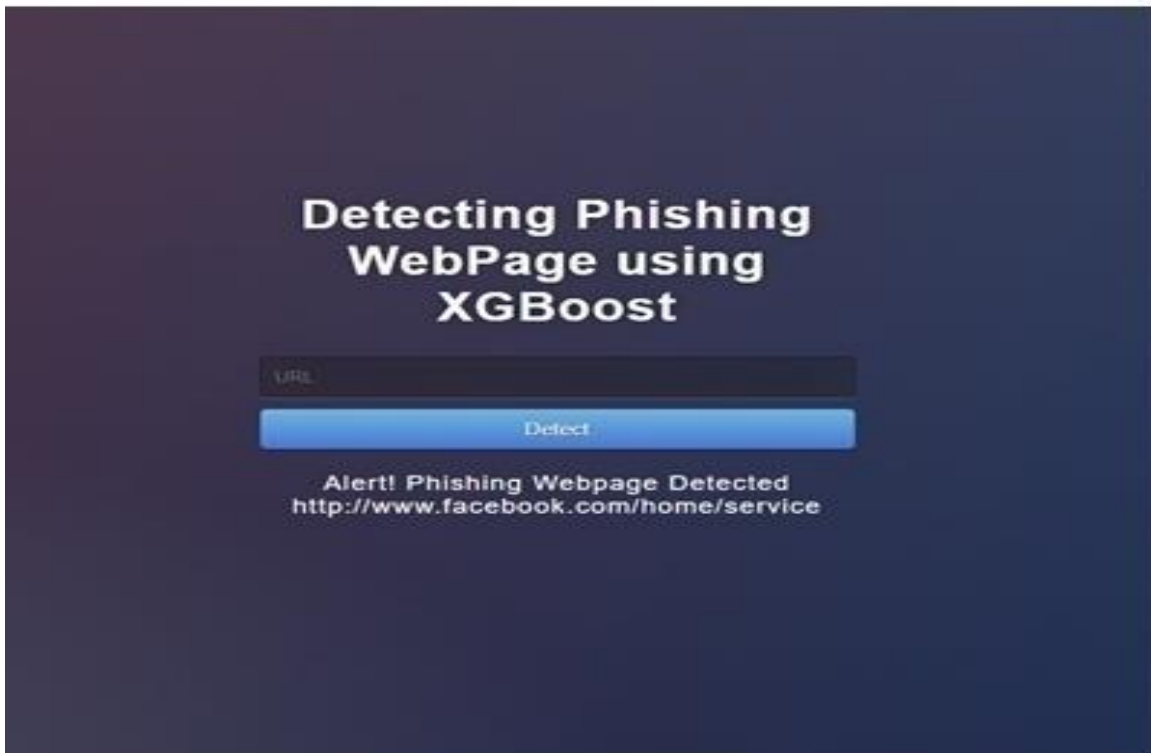 Detecting Phishing
WebPage using
XGBoost
URL
Detect
Alert! Phishing Webpage Detected
http://www.facebook.com/home/service